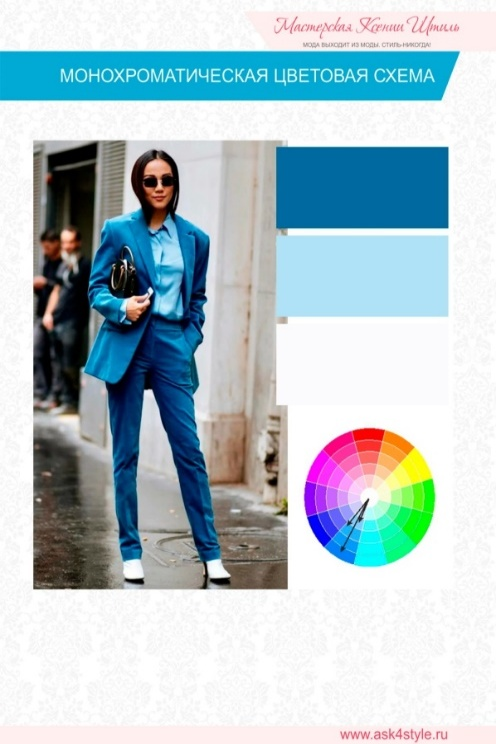 Мастерская Ксении Штиль
МОДА ВЫХОДИТ ИЗ МОДЫ, СТИЛЬ-НИКОГДА!
МОНОХРОМАТИЧЕСКАЯ ЦВЕТОВАЯ СХЕМА
www.ask4style.ru